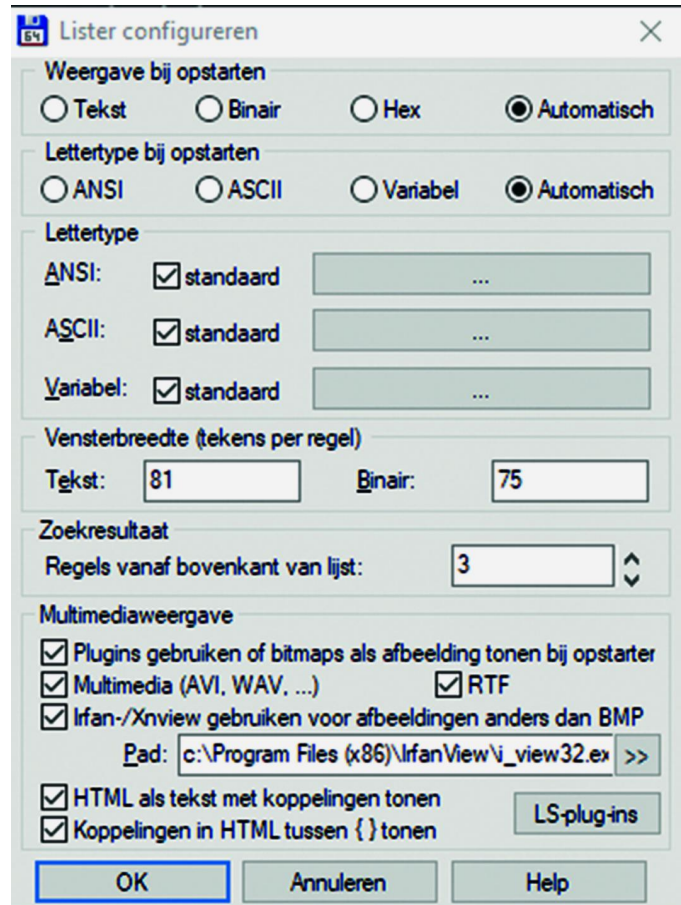 Lister configureren
Weergave bij opstarten
Tekst Binair Hex Automatisch
Lettertype bij opstarten
ANSI ASCII Variabel Automatisch
Lettertype
ANSI: standaard ...
ASCII: standaard ...
Variabel: standaard ...
Vensterbreedte (tekens per regel)
Tekst: 81 Binair: 75
Zoekresultaat
Regels vanaf bovenkant van lijst: 3
Multimediaweergave
Plugins gebruiken of bitmaps als afbeelding tonen bij opstarter
Multimedia (AVI, WAV, ...) RTF
Irfan-/Xnview gebruiken voor afbeeldingen anders dan BMP
Pad: c:\Program Files (x86)\IrfanView\i_view32.ex >>
HTML als tekst met koppelingen tonen
LS-plug-ins
Koppelingen in HTML tussen { } tonen
OK Annuleren Help